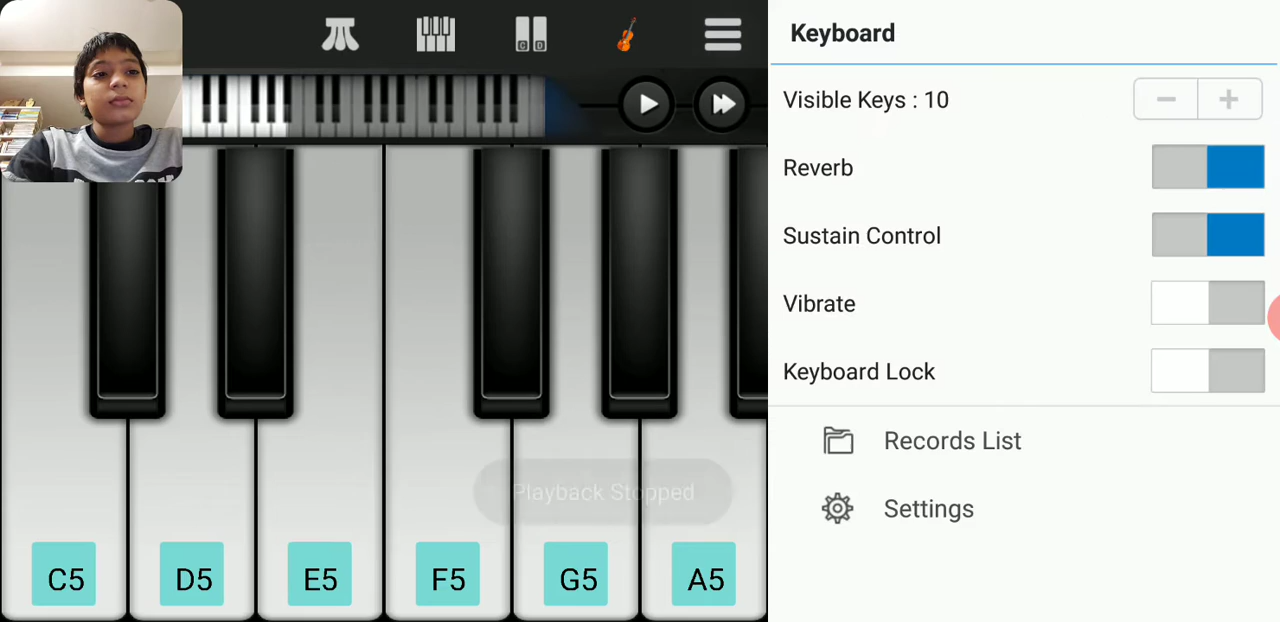 Keyboard
Visible Keys : 10
Reverb
Sustain Control
Vibrate
Keyboard Lock
Records List
Settings
C D
Playback Stopped
C5 D5 E5 F5 G5 A5